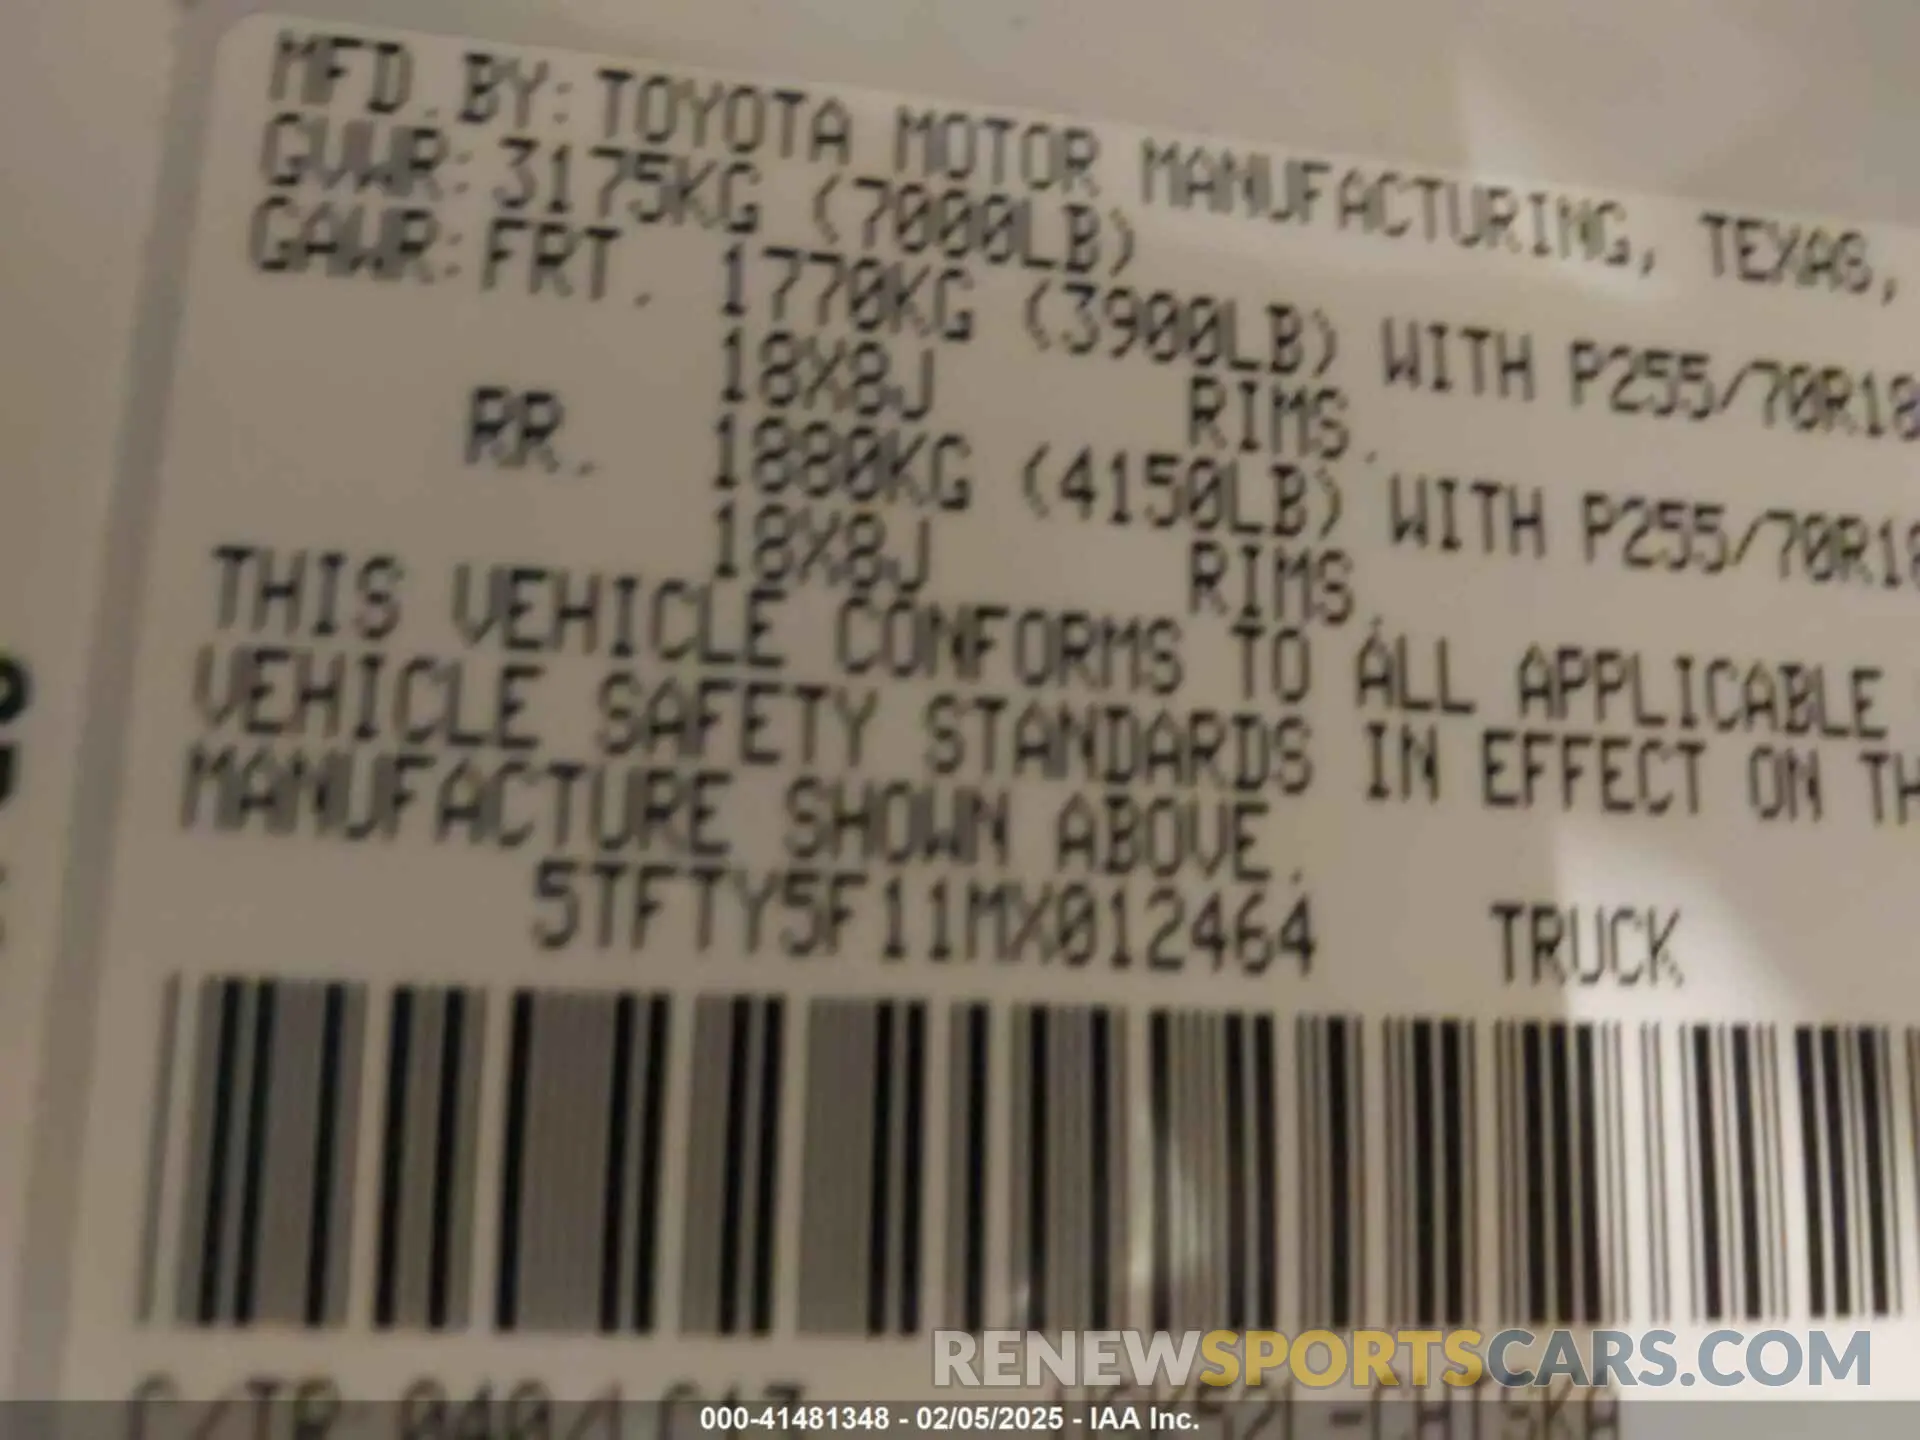 MFD.BY: TOYOTA MOTOR MANUFACTURING, TEXAS,
GVWR: 3175KG (7000LB)
GAWR: FRT. 1770KG (3900LB) WITH P255/70R18
18X8J RIMS.
RR. 1880KG (4150LB) WITH P255/70R18
18X8J RIMS.
THIS VEHICLE CONFORMS TO ALL APPLICABLE
VEHICLE SAFETY STANDARDS IN EFFECT ON TH
MANUFACTURE SHOWN ABOVE.
5TFTY5F11MX012464 TRUCK
RENEWSPORTSCARS.COM
C/TR 040/
000-41481348 - 02/05/2025 - IAA Inc.